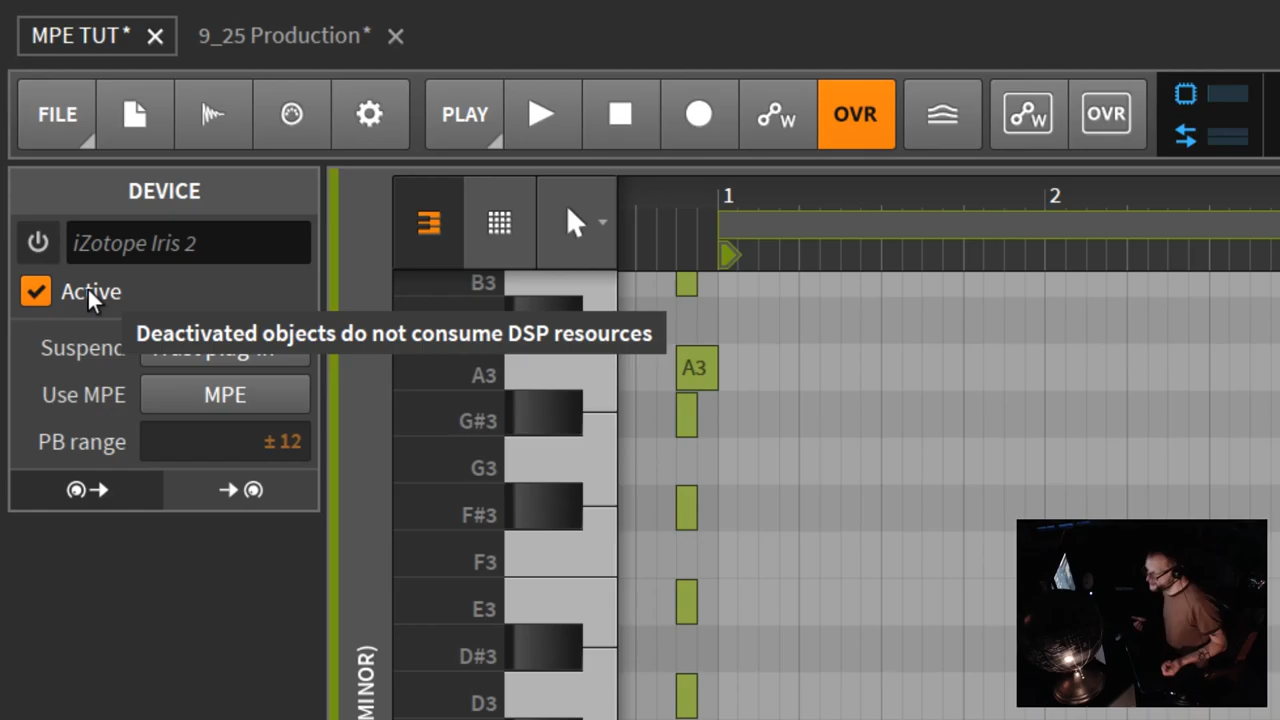 MPE TUT*
9_25 Production*
FILE
PLAY
W
OVR
W
OVR
DEVICE
iZotope Iris 2
Active
Deactivated objects do not consume DSP resources
Suspend
Use MPE
MPE
PB range
± 12
1
2
B3
A3
A3
G#3
G3
F#3
F3
E3
D#3
D3
MINOR)